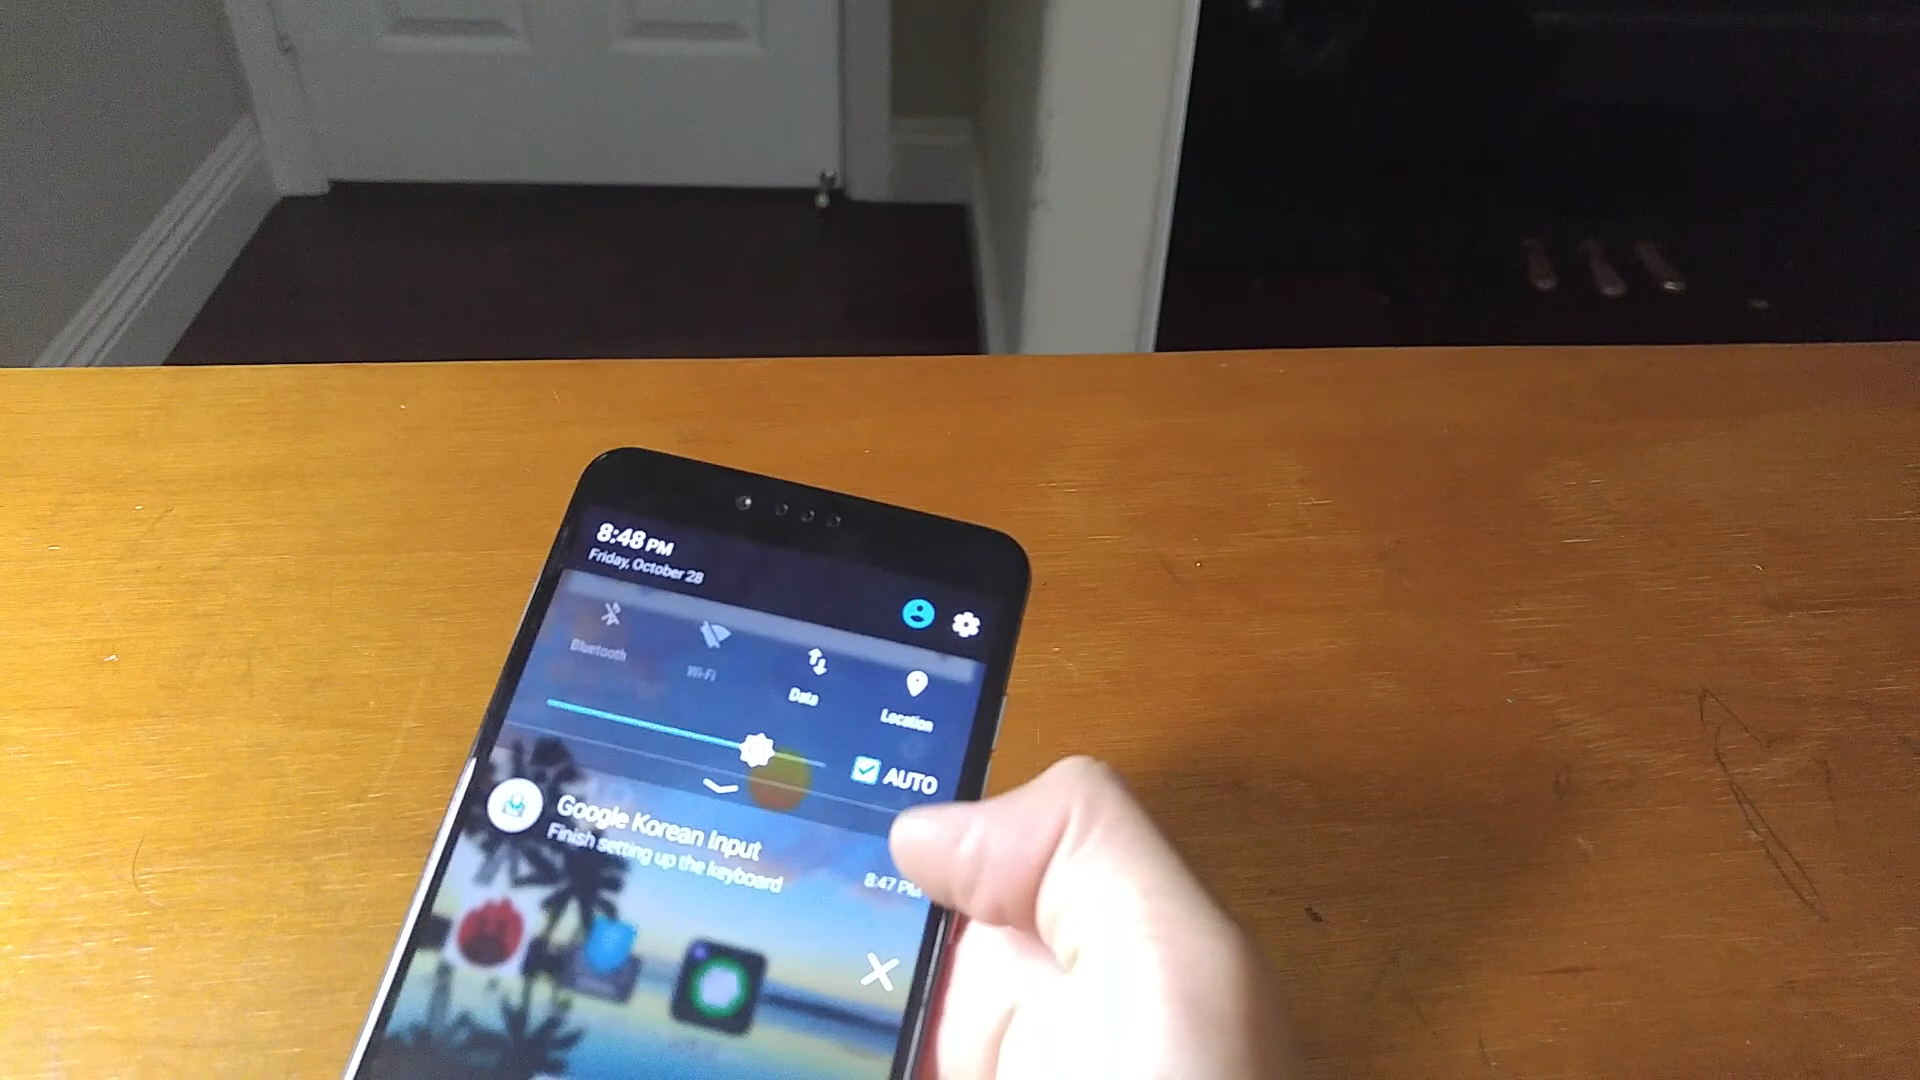 8:48 PM
Friday, October 28
Bluetooth
Wi-Fi
Data
Location
AUTO
Google Korean Input
Finish setting up the keyboard
8:47 PM